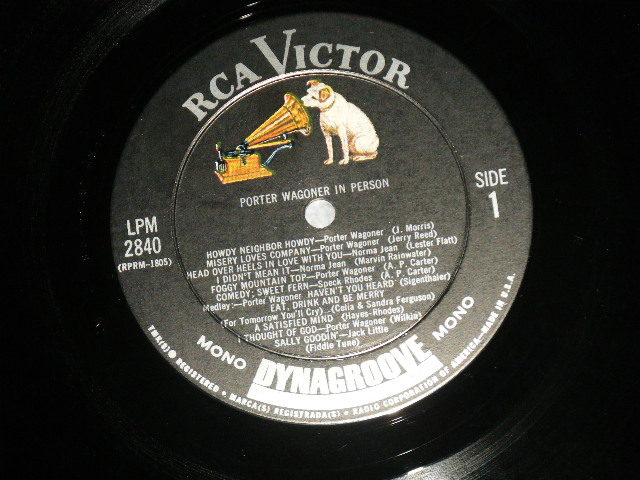 RCA VICTOR
PORTER WAGONER IN PERSON
LPM
2840
(RPRM-1805)
SIDE
1
HOWDY NEIGHBOR HOWDY—Porter Wagoner (J. Morris)
MISERY LOVES COMPANY—Porter Wagoner (Jerry Reed)
HEAD OVER HEELS IN LOVE WITH YOU—Norma Jean (Lester Flatt)
I DIDN'T MEAN IT—Norma Jean (Marvin Rainwater)
FOGGY MOUNTAIN TOP—Porter Wagoner (A. P. Carter)
COMEDY: SWEET FERN—Speck Rhodes (A. P. Carter)
Medley:—Porter Wagoner HAVEN'T YOU HEARD (Sigenthaler)
EAT, DRINK AND BE MERRY
(For Tomorrow You'll Cry) (Celia & Sandra Ferguson)
A SATISFIED MIND (Hayes-Rhodes)
I THOUGHT OF GOD—Porter Wagoner (Wilkin)
SALLY GOODIN'—Jack Little
(Fiddle Tune)
MONO DYNAGROOVE MONO
TMK(S) ® REGISTERED • MARCA(S) REGISTRADA(S) • RADIO CORPORATION OF AMERICA—MADE IN U.S.A.